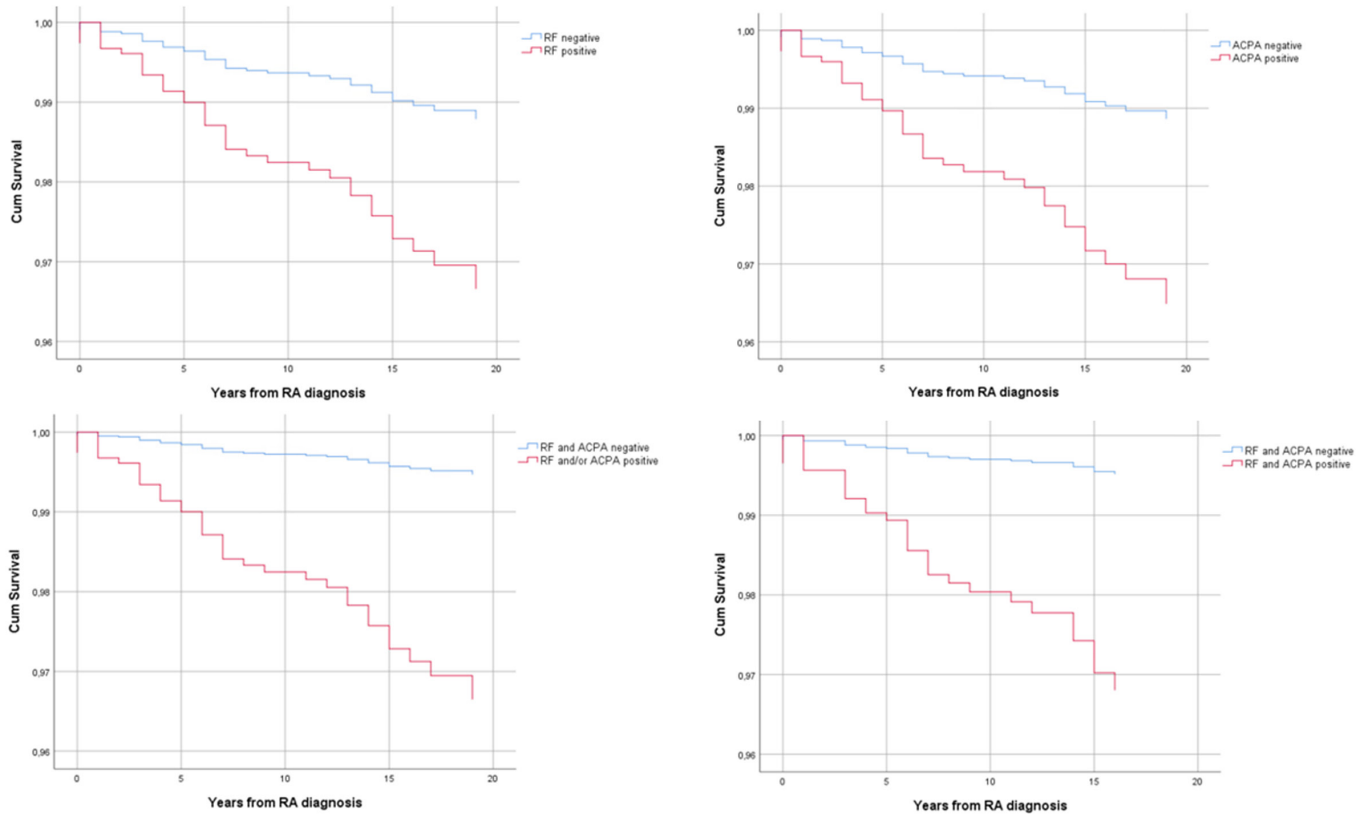 1,00
0,99
0,98
0,97
0,96
Cum Survival
0 5 10 15 20
Years from RA diagnosis
RF negative
RF positive
1,00
0,99
0,98
0,97
0,96
Cum Survival
0 5 10 15 20
Years from RA diagnosis
ACPA negative
ACPA positive
1,00
0,99
0,98
0,97
0,96
Cum Survival
0 5 10 15 20
Years from RA diagnosis
RF and ACPA negative
RF and/or ACPA positive
1,00
0,99
0,98
0,97
0,96
Cum Survival
0 5 10 15 20
Years from RA diagnosis
RF and ACPA negative
RF and ACPA positive